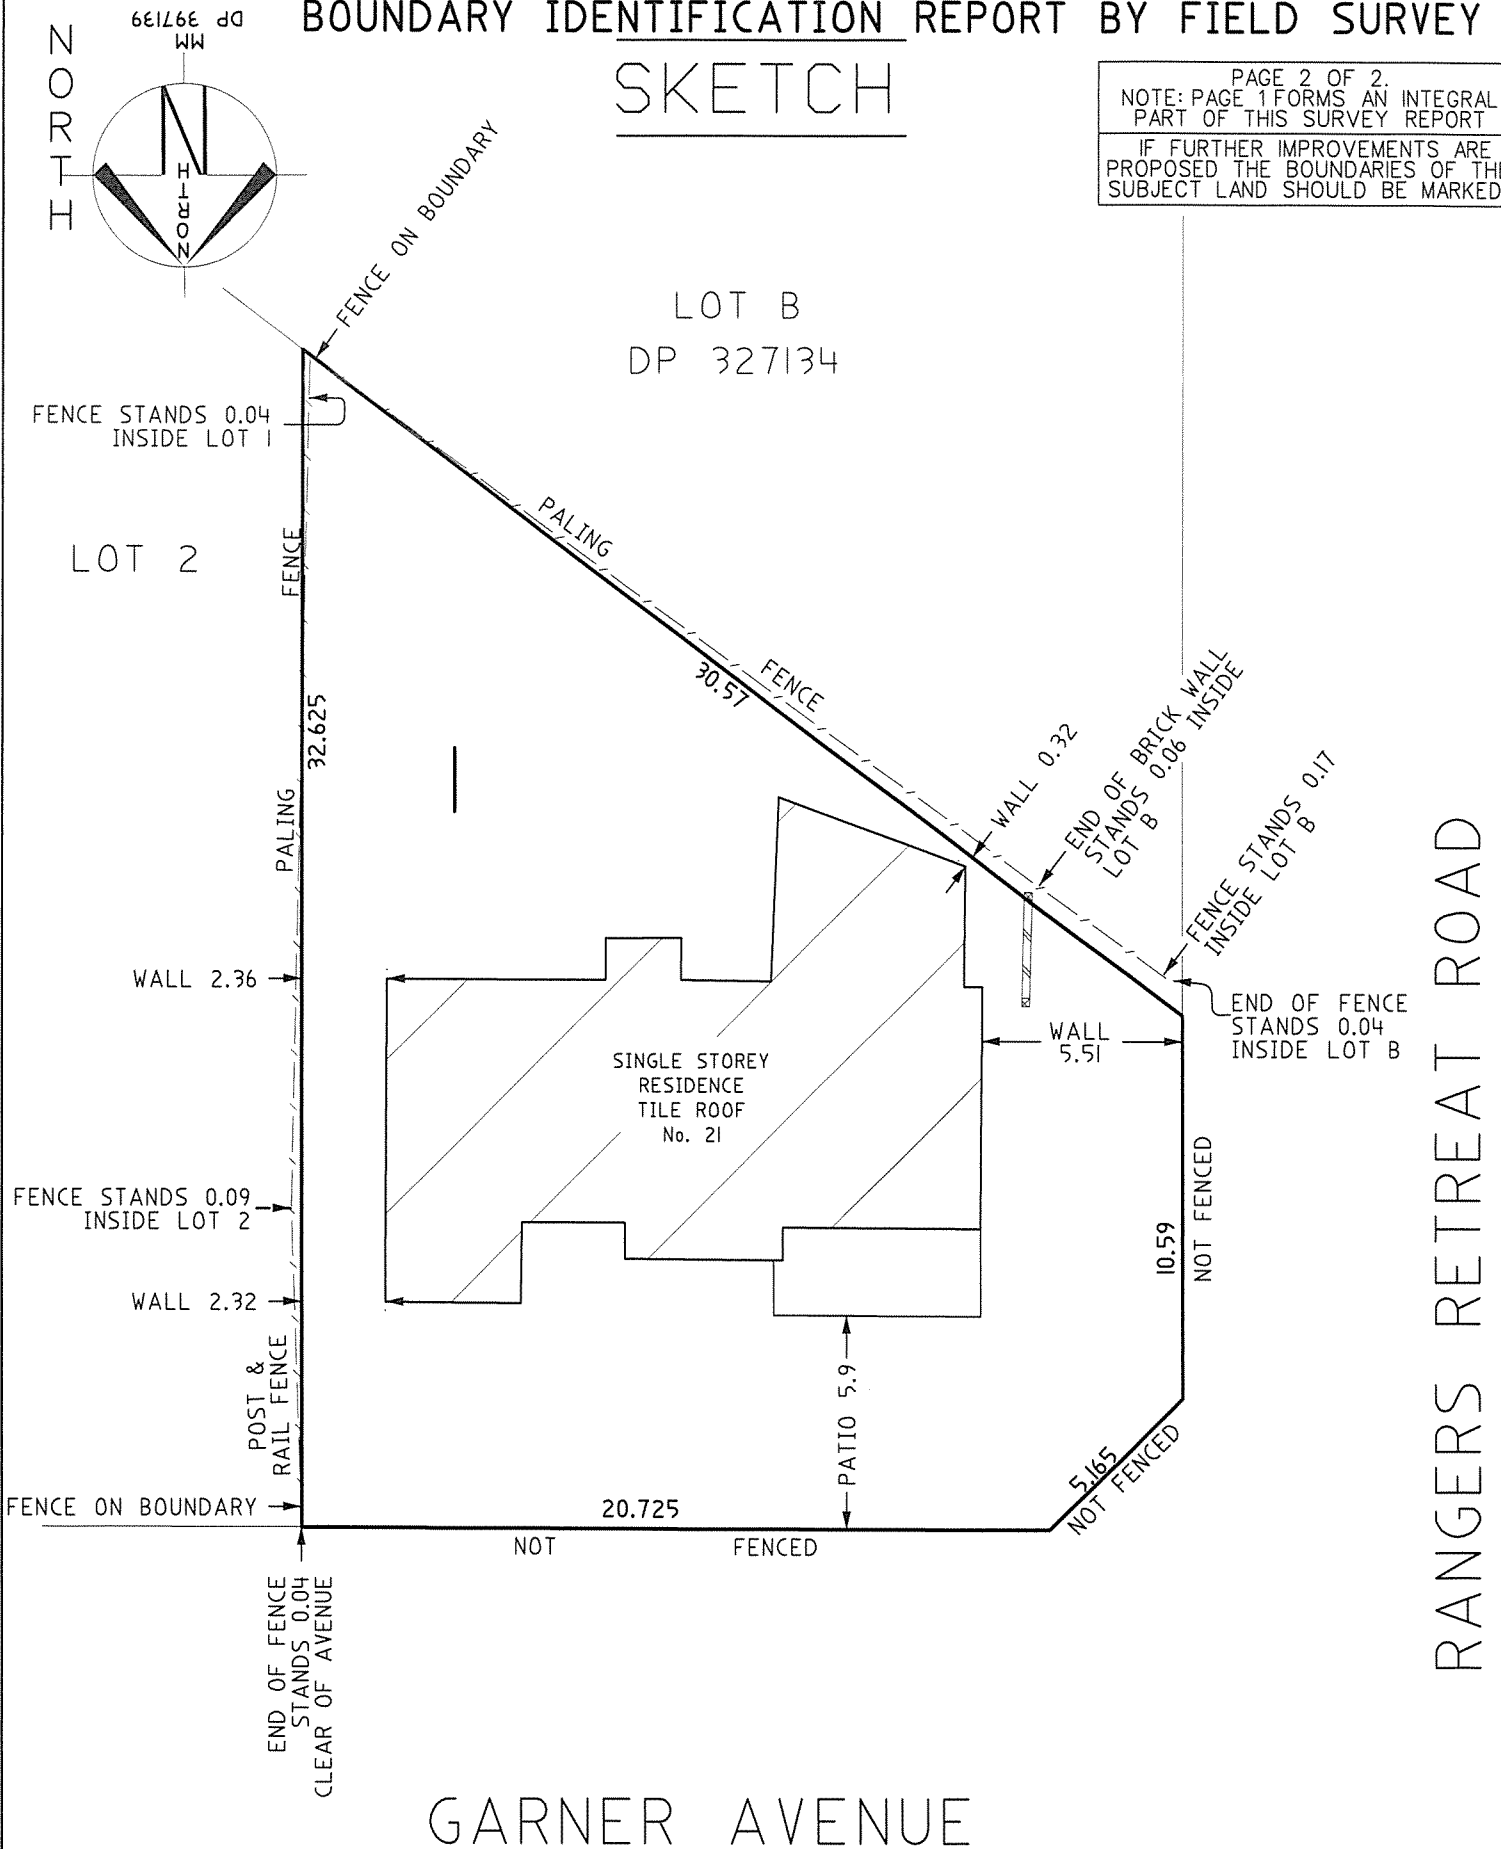 BOUNDARY IDENTIFICATION REPORT BY FIELD SURVEY
SKETCH
NORTH
DP 397139
MM
N
NORTH
PAGE 2 OF 2.
NOTE: PAGE 1 FORMS AN INTEGRAL
PART OF THIS SURVEY REPORT
IF FURTHER IMPROVEMENTS ARE
PROPOSED THE BOUNDARIES OF THE
SUBJECT LAND SHOULD BE MARKED
FENCE ON BOUNDARY
LOT B
DP 327134
FENCE STANDS 0.04
INSIDE LOT 1
LOT 2
FENCE
PALING
32.625
PALING
FENCE
30.57
1
WALL 0.32
END OF BRICK WALL
STANDS 0.06 INSIDE
LOT B
FENCE STANDS 0.17
INSIDE LOT B
END OF FENCE
STANDS 0.04
INSIDE LOT B
WALL 2.36
WALL
5.51
SINGLE STOREY
RESIDENCE
TILE ROOF
No. 21
FENCE STANDS 0.09
INSIDE LOT 2
WALL 2.32
10.59
NOT FENCED
POST &
RAIL FENCE
PATIO 5.9
5.165
NOT FENCED
FENCE ON BOUNDARY
20.725
NOT FENCED
END OF FENCE
STANDS 0.04
CLEAR OF AVENUE
RANGERS RETREAT ROAD
GARNER AVENUE